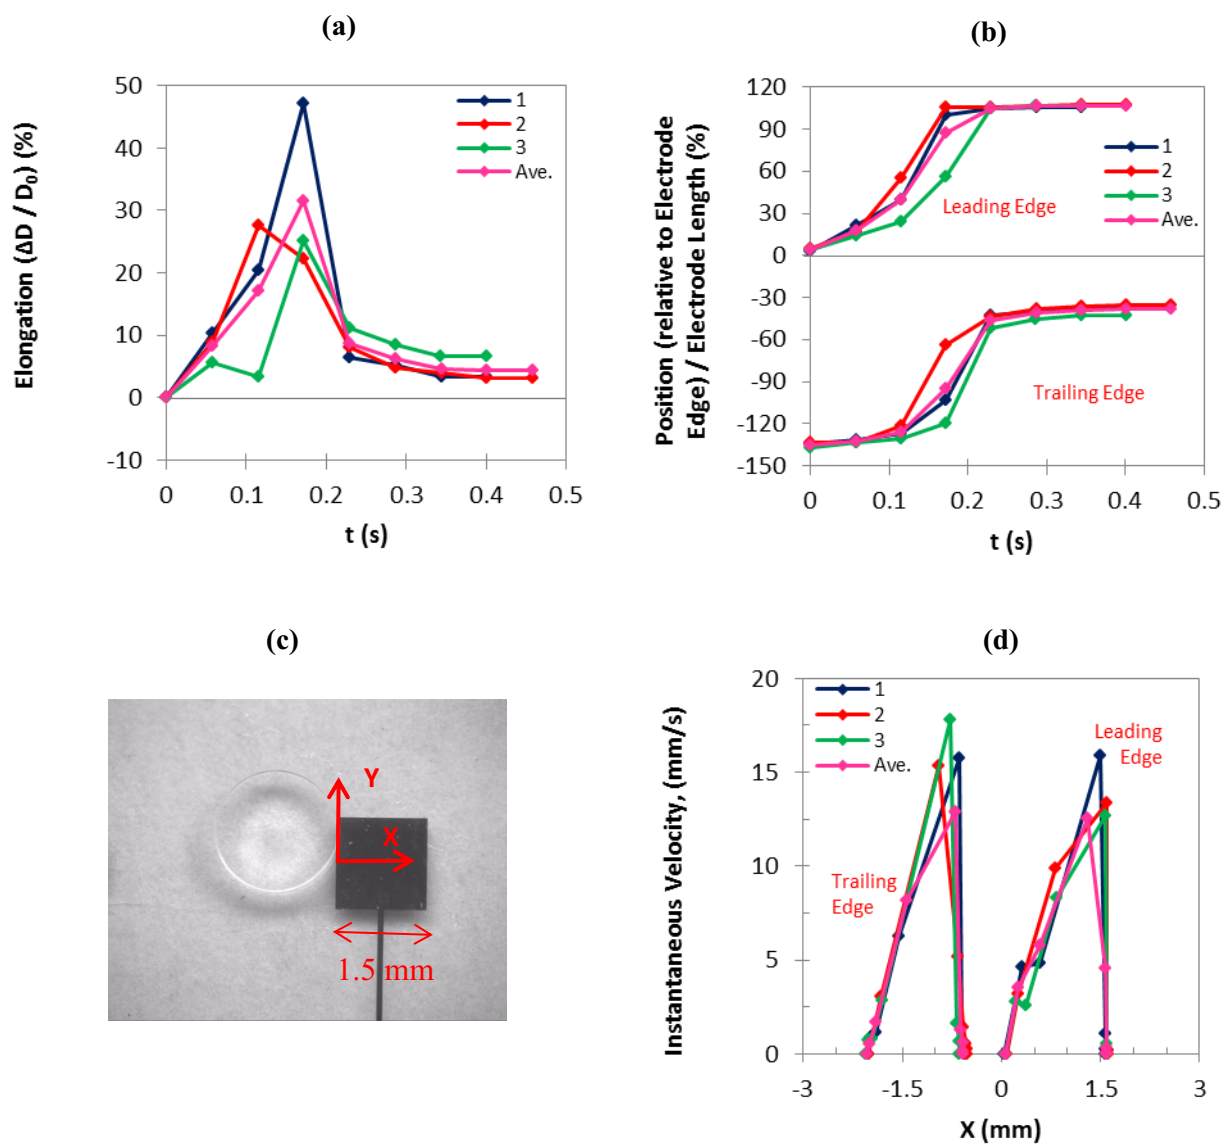 (a)
Elongation (ΔD / D₀) (%)
50
40
30
20
10
0
-10
0 0.1 0.2 0.3 0.4 0.5
t (s)
1
2
3
Ave.
(b)
Position (relative to Electrode
Edge) / Electrode Length (%)
120
90
60
30
0
-30
-60
-90
-120
-150
0 0.1 0.2 0.3 0.4 0.5
t (s)
1
2
3
Ave.
Leading Edge
Trailing Edge
(c)
Y
X
1.5 mm
(d)
Instantaneous Velocity, (mm/s)
20
15
10
5
0
-3 -1.5 0 1.5 3
X (mm)
1
2
3
Ave.
Trailing
Edge
Leading
Edge